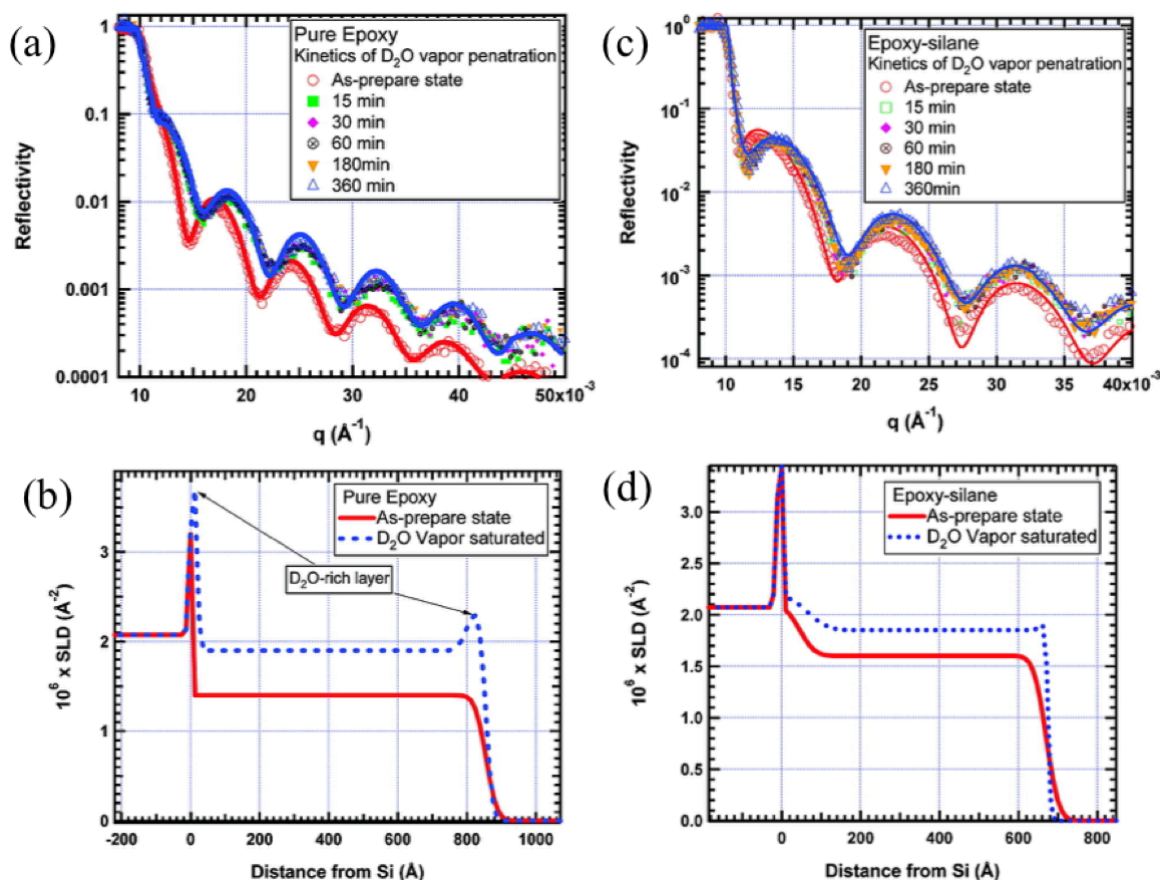 (a)
Pure Epoxy
Kinetics of D₂O vapor penatration
As-prepare state
15 min
30 min
60 min
180min
360 min
1
0.1
0.01
0.001
0.0001
Reflectivity
10
20
30
40
50x10⁻³
q (Å⁻¹)
(c)
Epoxy-silane
Kinetics of D₂O vapor penatration
As-prepare state
15 min
30 min
60 min
180 min
360min
10⁰
10⁻¹
10⁻²
10⁻³
10⁻⁴
Reflectivity
10
15
20
25
30
35
40x10⁻³
q (Å⁻¹)
(b)
Pure Epoxy
As-prepare state
D₂O Vapor saturated
D₂O-rich layer
3
2
1
0
10⁶ x SLD (Å⁻²)
-200
0
200
400
600
800
1000
Distance from Si (Å)
(d)
Epoxy-silane
As-prepare state
D₂O Vapor saturated
3.0
2.5
2.0
1.5
1.0
0.5
0.0
10⁶ x SLD (Å⁻²)
0
200
400
600
800
Distance from Si (Å)